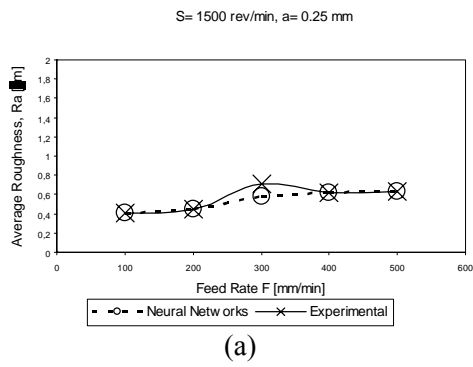 S= 1500 rev/min, a= 0.25 mm
Average Roughness, Ra
2
1,8
1,6
1,4
1,2
1
0,8
0,6
0,4
0,2
0
0 100 200 300 400 500 600
Feed Rate F [mm/min]
Neural Networks Experimental
(a)